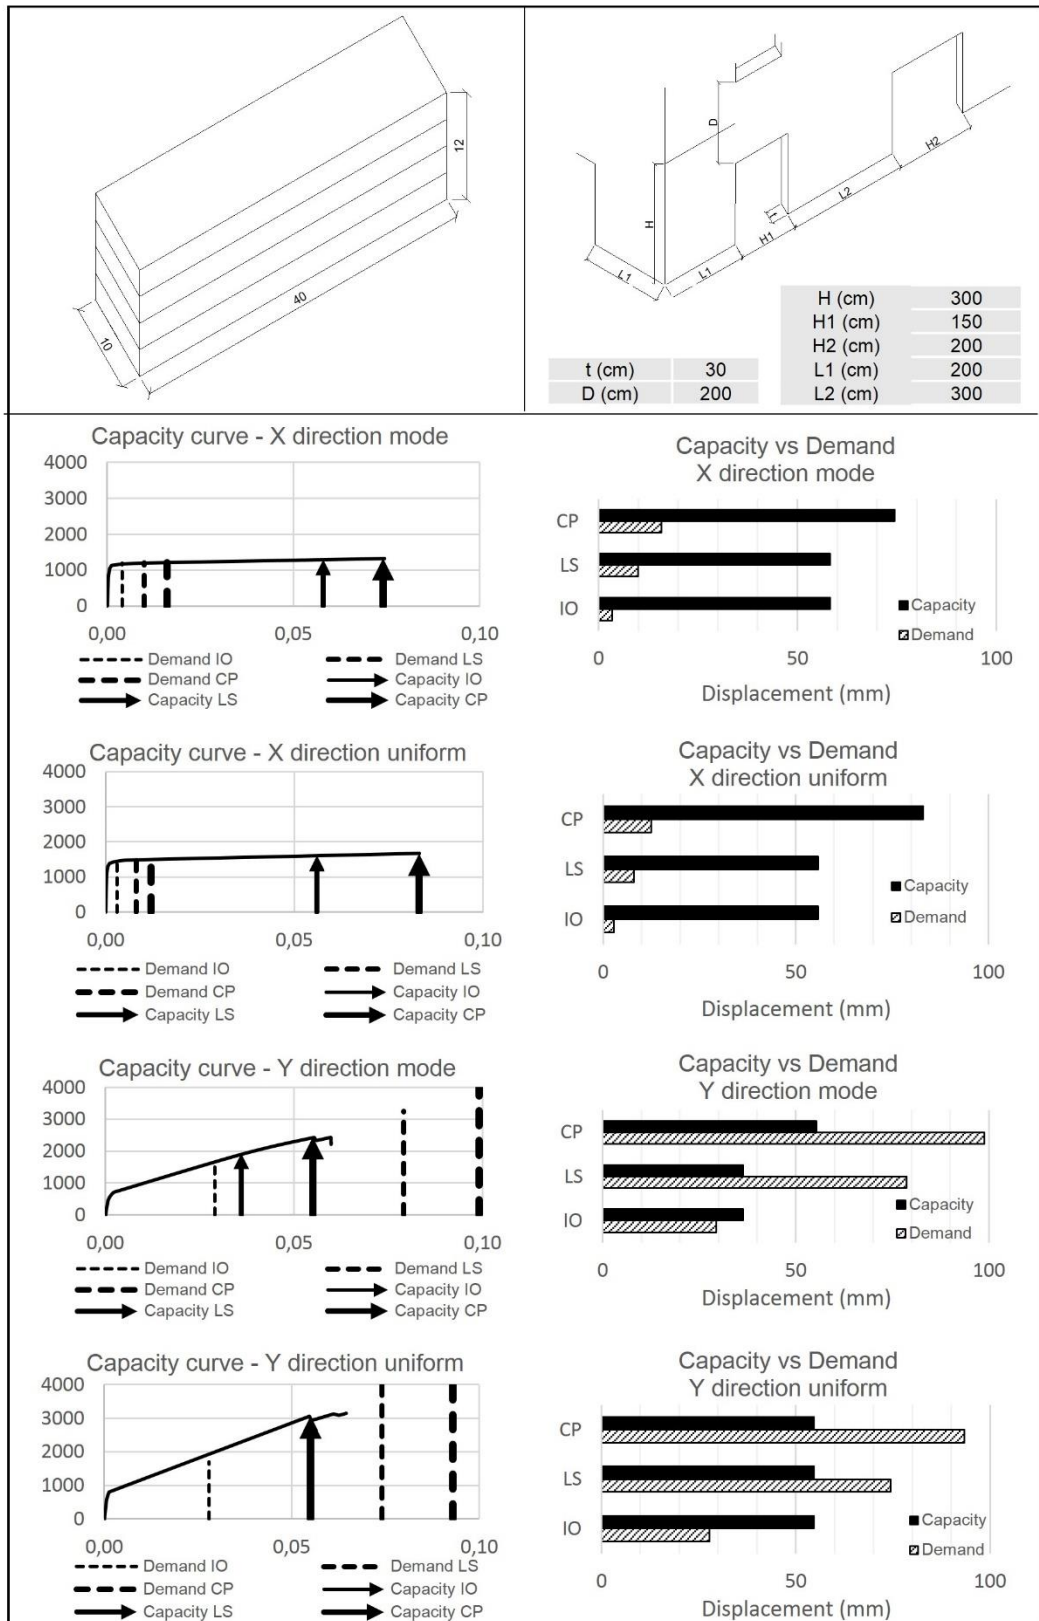 12
40
10
D
H
L1
L1
H1
t
L2
H2
t (cm) 30
D (cm) 200
H (cm) 300
H1 (cm) 150
H2 (cm) 200
L1 (cm) 200
L2 (cm) 300
Capacity curve - X direction mode
4000
3000
2000
1000
0
0,00 0,05 0,10
Demand IO Demand LS
Demand CP Capacity IO
Capacity LS Capacity CP
Capacity vs Demand
X direction mode
CP
LS
IO
Capacity
Demand
0 50 100
Displacement (mm)
Capacity curve - X direction uniform
4000
3000
2000
1000
0
0,00 0,05 0,10
Demand IO Demand LS
Demand CP Capacity IO
Capacity LS Capacity CP
Capacity vs Demand
X direction uniform
CP
LS
IO
Capacity
Demand
0 50 100
Displacement (mm)
Capacity curve - Y direction mode
4000
3000
2000
1000
0
0,00 0,05 0,10
Demand IO Demand LS
Demand CP Capacity IO
Capacity LS Capacity CP
Capacity vs Demand
Y direction mode
CP
LS
IO
Capacity
Demand
0 50 100
Displacement (mm)
Capacity curve - Y direction uniform
4000
3000
2000
1000
0
0,00 0,05 0,10
Demand IO Demand LS
Demand CP Capacity IO
Capacity LS Capacity CP
Capacity vs Demand
Y direction uniform
CP
LS
IO
Capacity
Demand
0 50 100
Displacement (mm)